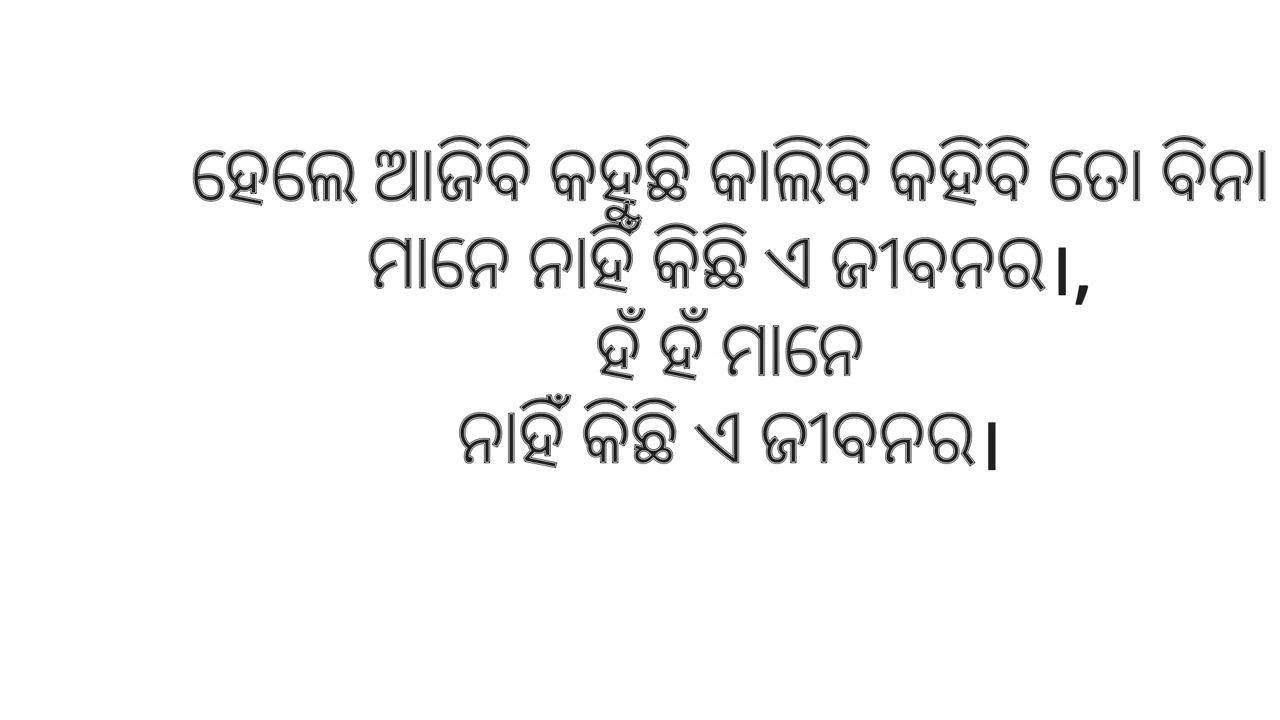 ହେଲେ ଆଜିବି କହୁଛି କାଲିବି କହିବି ତୋ ବିନା
ମାନେ ନାହିଁ କିଛି ଏ ଜୀବନର।,
ହଁ ହଁ ମାନେ
ନାହିଁ କିଛି ଏ ଜୀବନର।